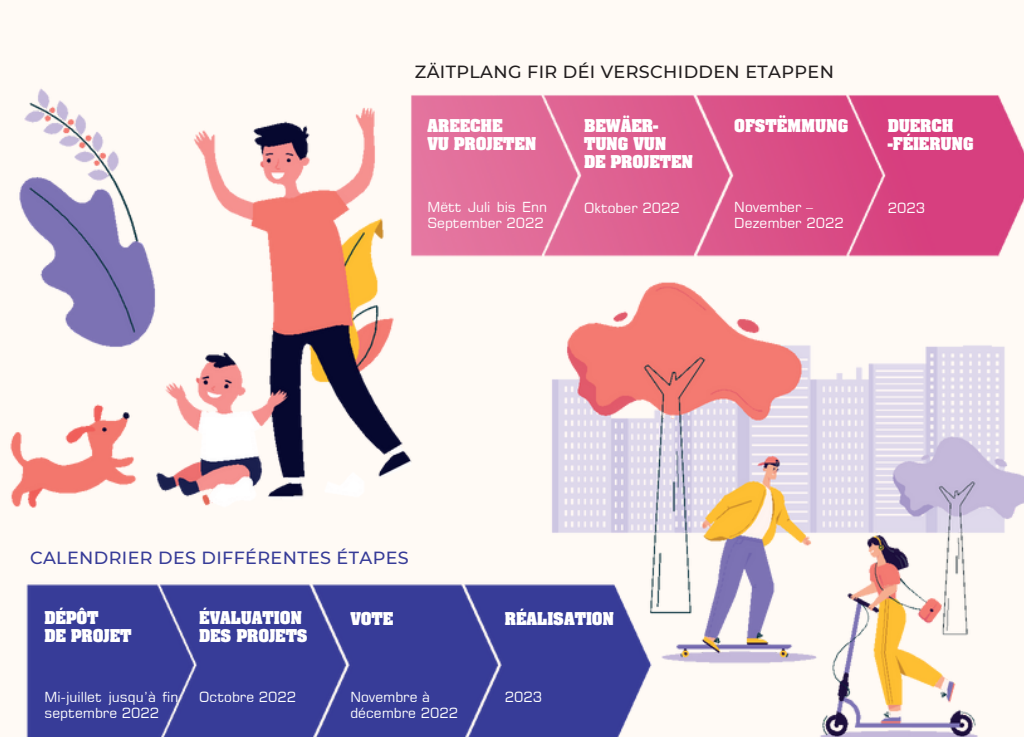 ZÄITPLANG FIR DÉI VERSCHIDDEN ETAPPEN
AREECHE
VU PROJETEN
Mëtt Juli bis Enn
September 2022
BEWÄER-
TUNG VUN
DE PROJETEN
Oktober 2022
OFSTËMMUNG
November –
Dezember 2022
DUERCH
-FÉIERUNG
2023
CALENDRIER DES DIFFÉRENTES ÉTAPES
DÉPÔT
DE PROJET
Mi-juillet jusqu'à fin
septembre 2022
ÉVALUATION
DES PROJETS
Octobre 2022
VOTE
Novembre à
décembre 2022
RÉALISATION
2023